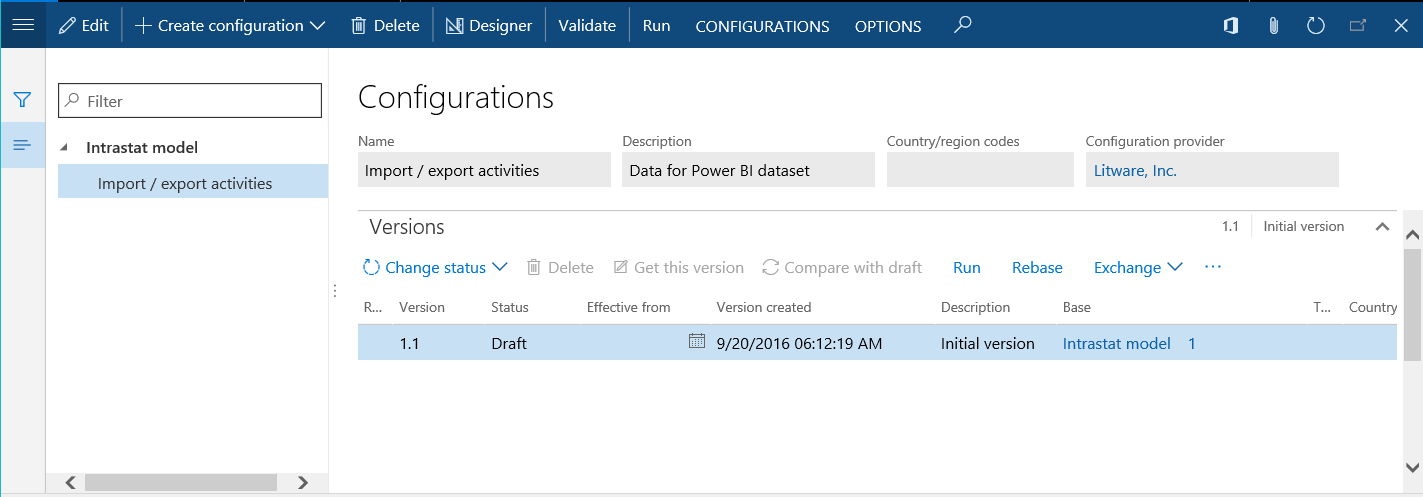 Edit Create configuration Delete Designer Validate Run CONFIGURATIONS OPTIONS
Filter
Intrastat model
Import / export activities
Configurations
Name Description Country/region codes Configuration provider
Import / export activities Data for Power BI dataset Litware, Inc.
Versions 1.1 Initial version
Change status Delete Get this version Compare with draft Run Rebase Exchange ...
R... Version Status Effective from Version created Description Base T... Country
1.1 Draft 9/20/2016 06:12:19 AM Initial version Intrastat model 1